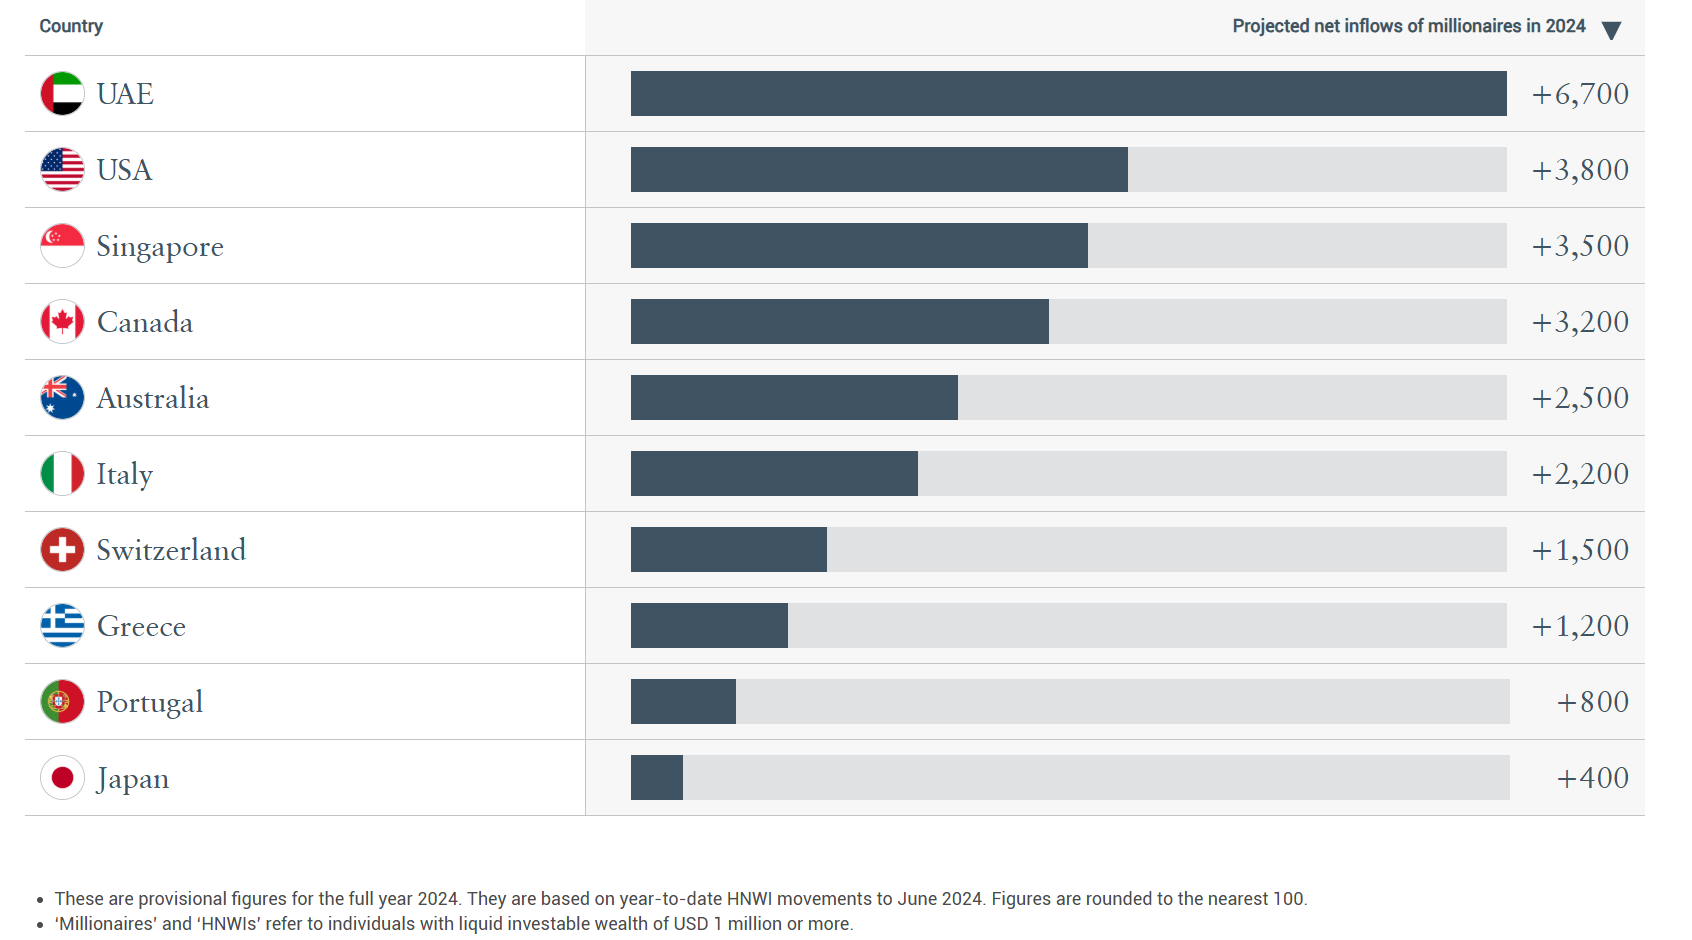 Country Projected net inflows of millionaires in 2024 ▼
UAE +6,700
USA +3,800
Singapore +3,500
Canada +3,200
Australia +2,500
Italy +2,200
Switzerland +1,500
Greece +1,200
Portugal +800
Japan +400
• These are provisional figures for the full year 2024. They are based on year-to-date HNWI movements to June 2024. Figures are rounded to the nearest 100.
• ‘Millionaires’ and ‘HNWIs’ refer to individuals with liquid investable wealth of USD 1 million or more.